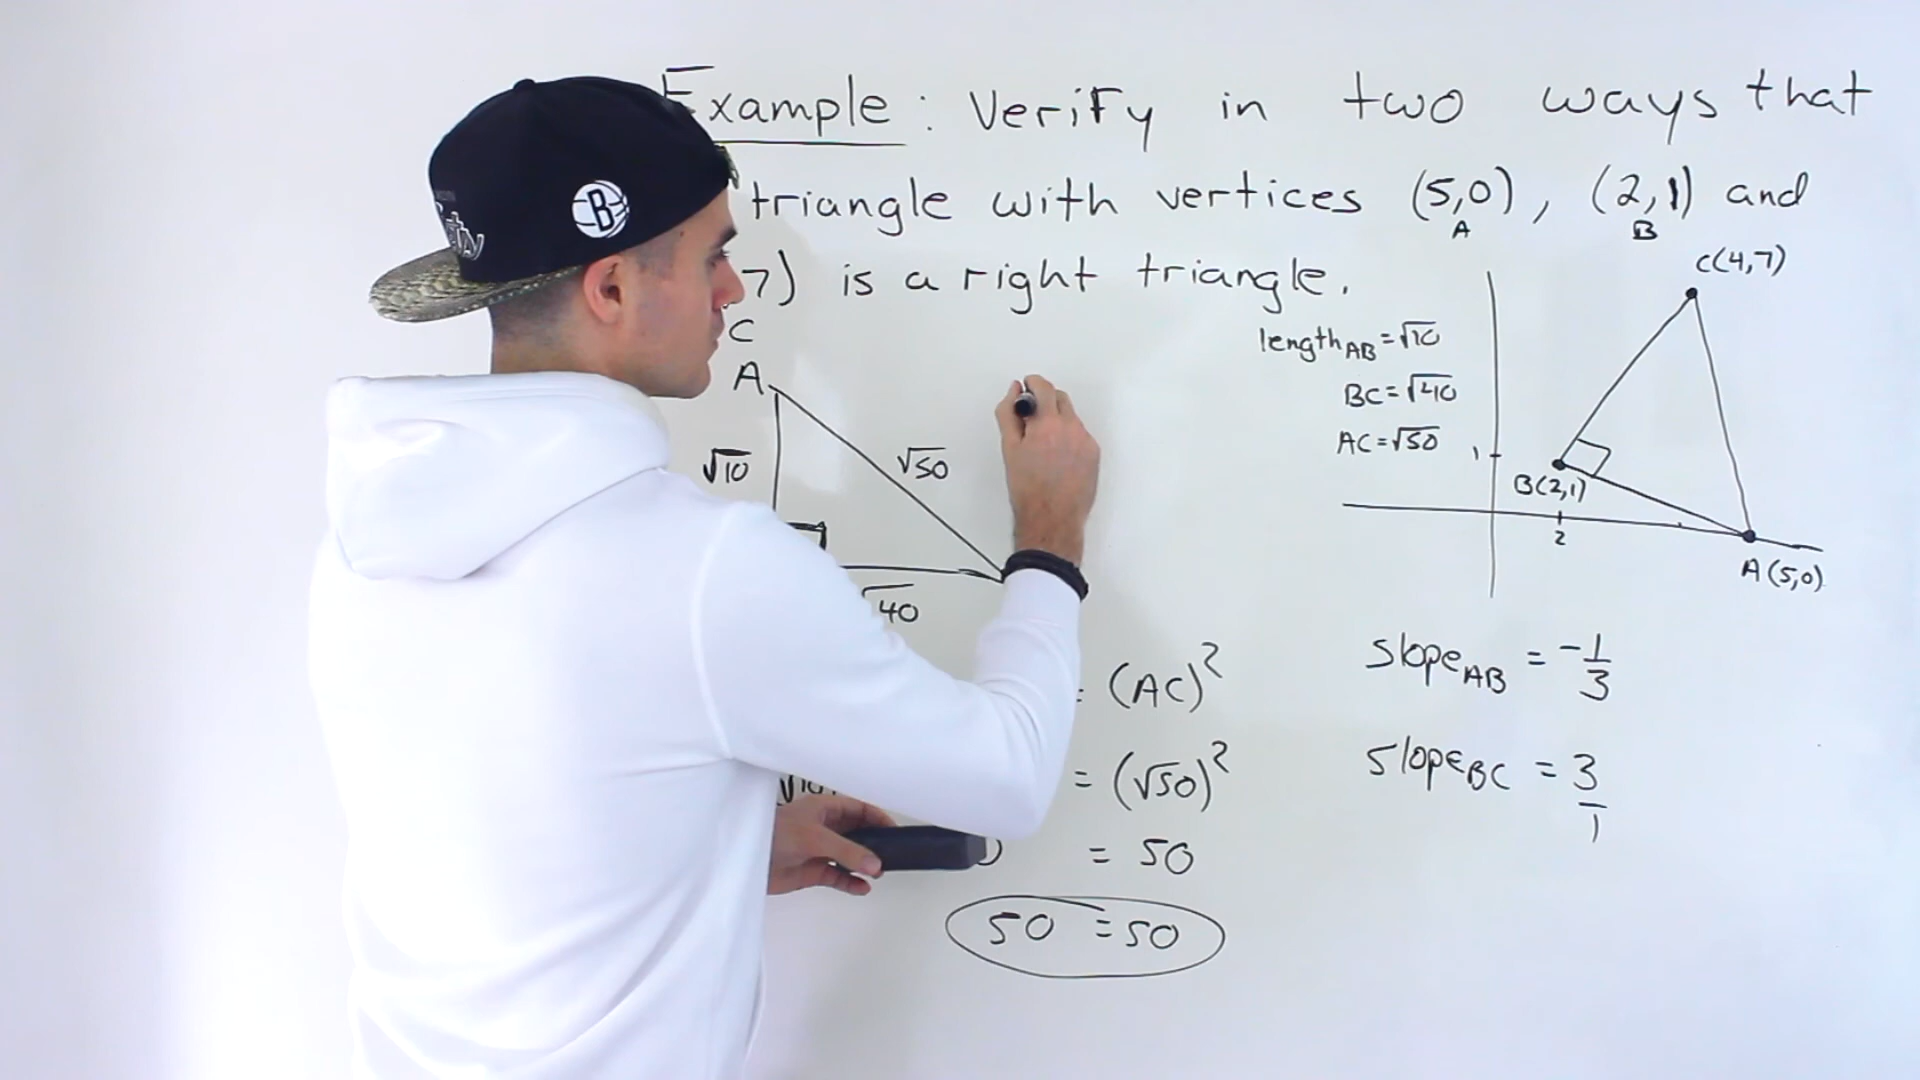 Example: Verify in two ways that
triangle with vertices (5,0), (2,1) and
A B
7) is a right triangle.
C
C(4,7)
length AB = √10
BC = √40
AC = √50
1
B(2,1)
2
A(5,0)
A
√10
√50
√40
= (AC)²
= (√50)²
= 50
50 = 50
slope AB = -1/3
slope BC = 3/1
B